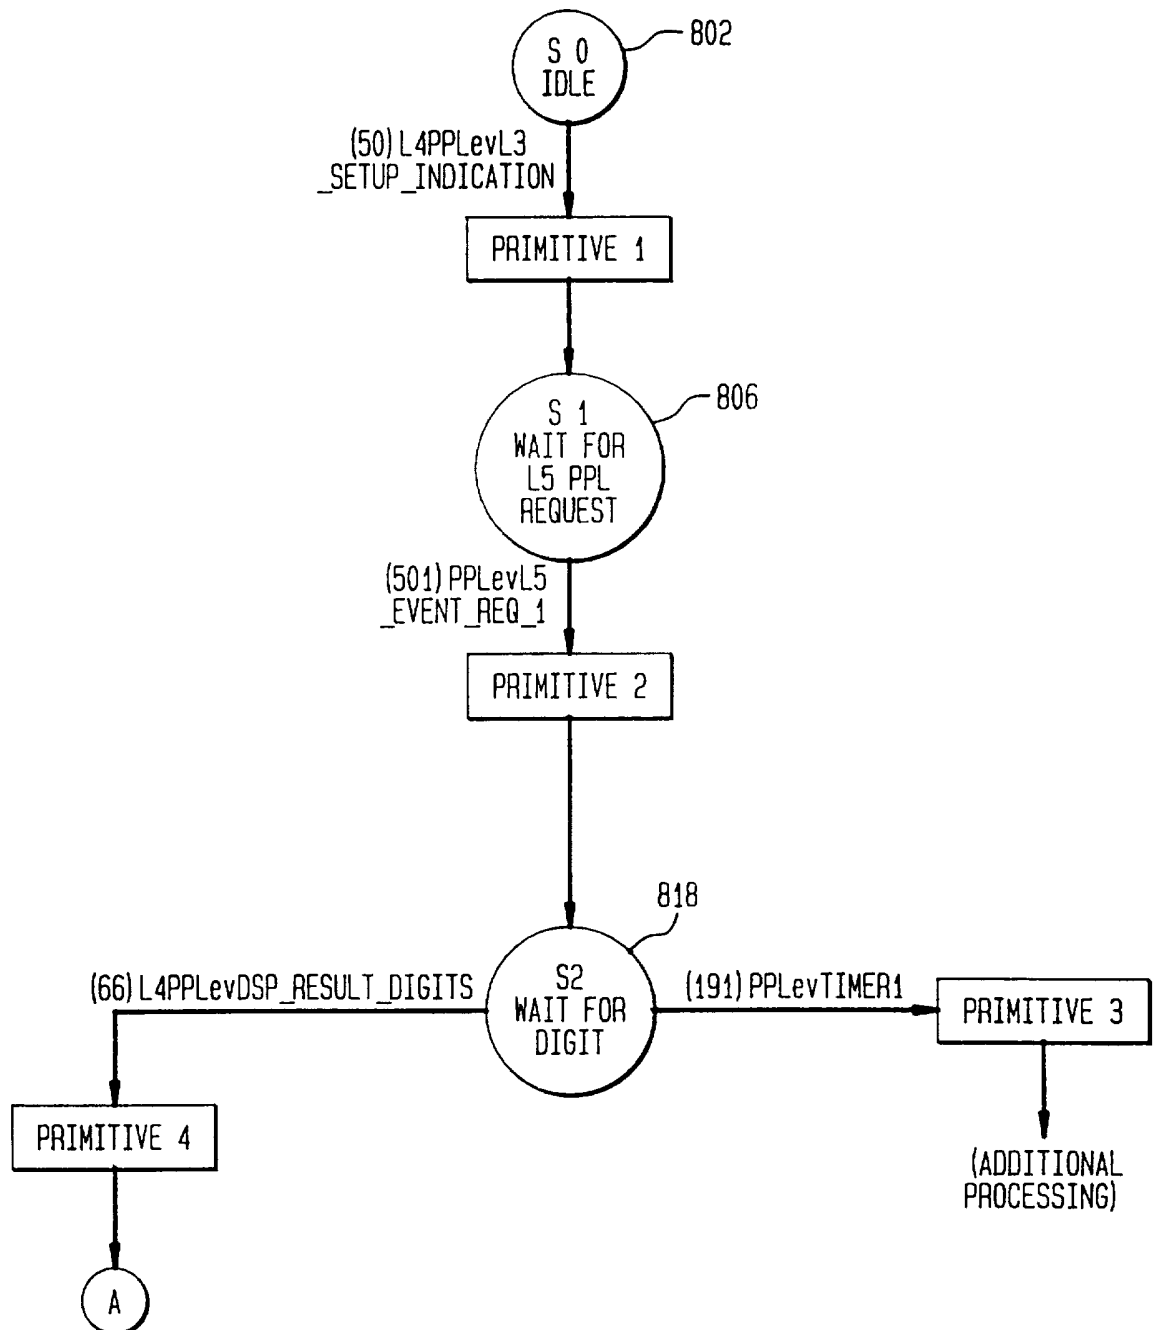 S 0
IDLE
802
(50) L4PPLevL3
_SETUP_INDICATION
PRIMITIVE 1
S 1
WAIT FOR
L5 PPL
REQUEST
806
(501) PPLevL5
_EVENT_REQ_1
PRIMITIVE 2
818
S2
WAIT FOR
DIGIT
(66) L4PPLevDSP_RESULT_DIGITS
(191) PPLevTIMER1
PRIMITIVE 3
(ADDITIONAL
PROCESSING)
PRIMITIVE 4
A